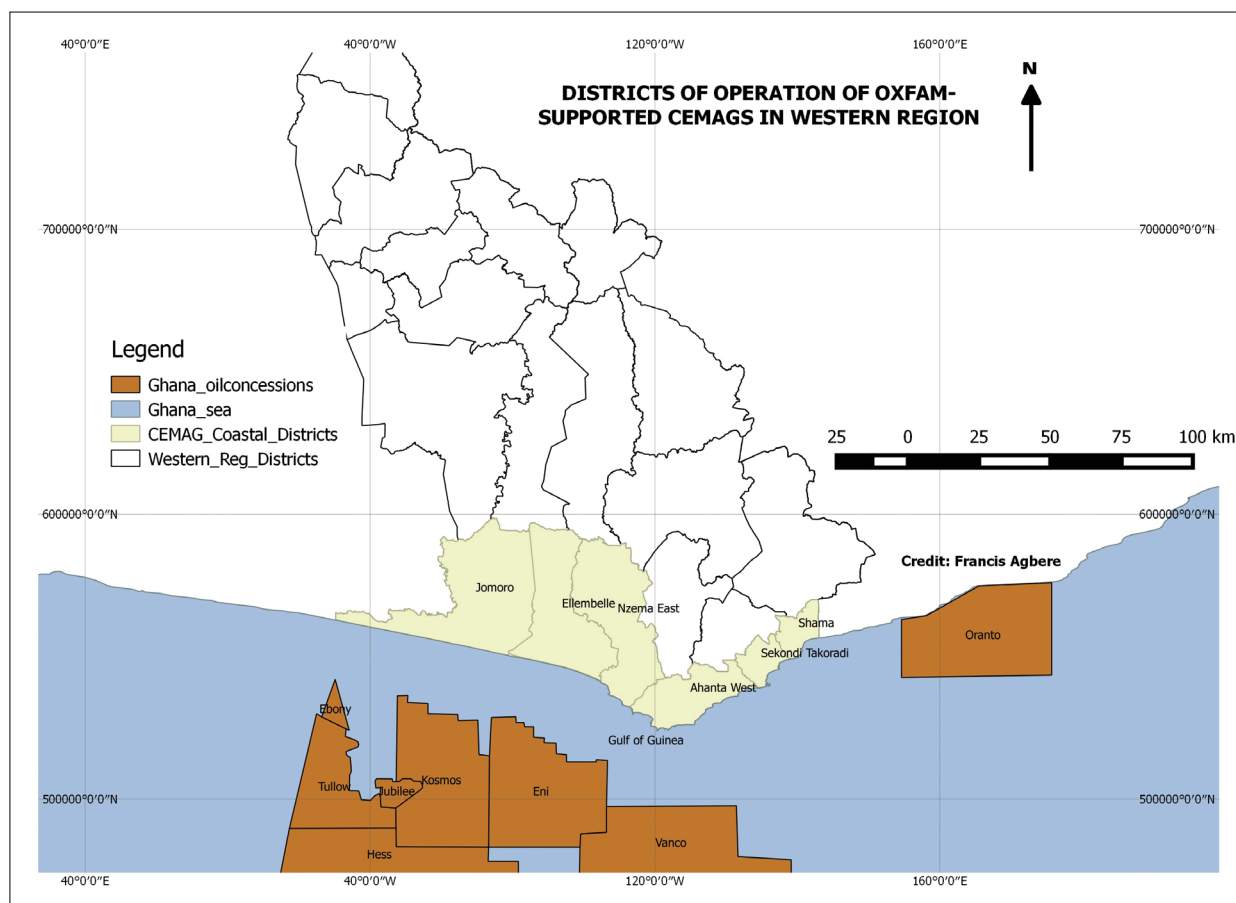 40°0'0"E
40°0'0"W
120°0'0"W
160°0'0"E
DISTRICTS OF OPERATION OF OXFAM-
SUPPORTED CEMAGS IN WESTERN REGION
N
700000°0'0"N
700000°0'0"N
Legend
Ghana_oilconcessions
Ghana_sea
CEMAG_Coastal_Districts
Western_Reg_Districts
25 0 25 50 75 100 km
600000°0'0"N
600000°0'0"N
Credit: Francis Agbere
Jomoro
Ellembelle
Nzema East
Shama
Sekondi Takoradi
Ahanta West
Oranto
Gulf of Guinea
Ebony
Tullow
Jubilee
Kosmos
Eni
500000°0'0"N
500000°0'0"N
Hess
Vanco
40°0'0"E
40°0'0"W
120°0'0"W
160°0'0"E